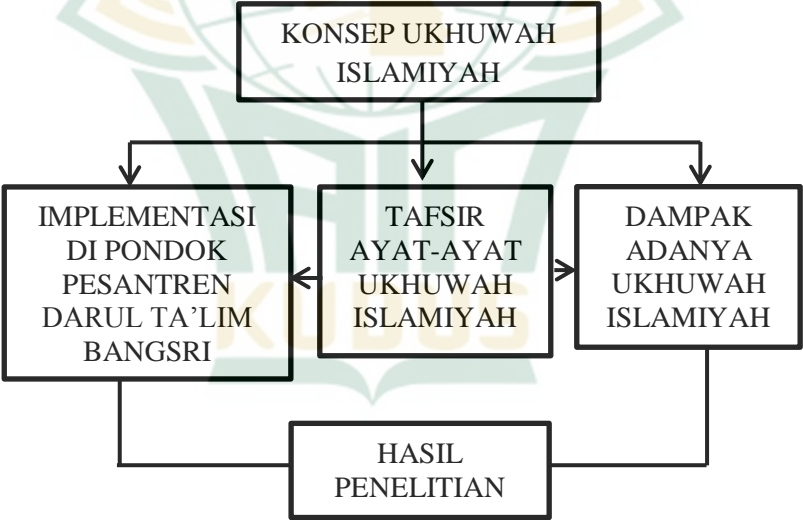 KONSEP UKHUWAH
ISLAMIYAH
IMPLEMENTASI
DI PONDOK
PESANTREN
DARUL TA’LIM
BANGSRI
TAFSIR
AYAT-AYAT
UKHUWAH
ISLAMIYAH
DAMPAK
ADANYA
UKHUWAH
ISLAMIYAH
KUDUS
HASIL
PENELITIAN